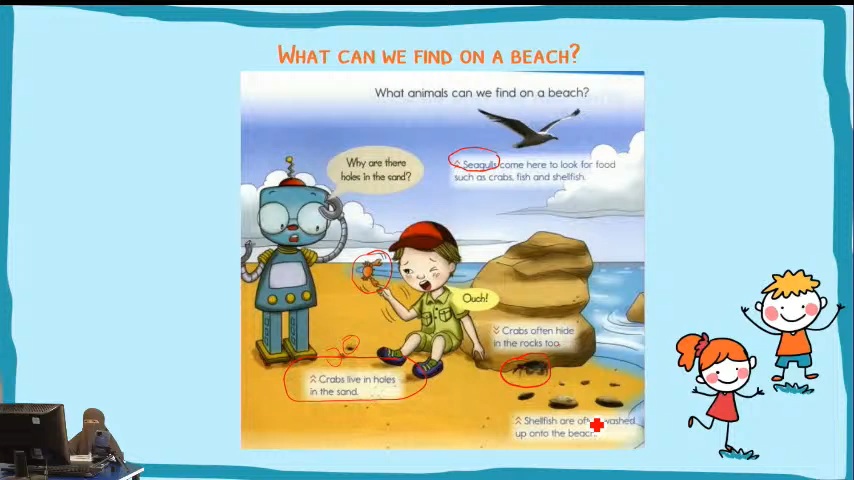 WHAT CAN WE FIND ON A BEACH?
What animals can we find on a beach?
Seagulls come here to look for food
such as crabs, fish and shellfish.
Why are there
holes in the sand?
Ouch!
Crabs often hide
in the rocks too.
Crabs live in holes
in the sand.
Shellfish are washed
up onto the beach.